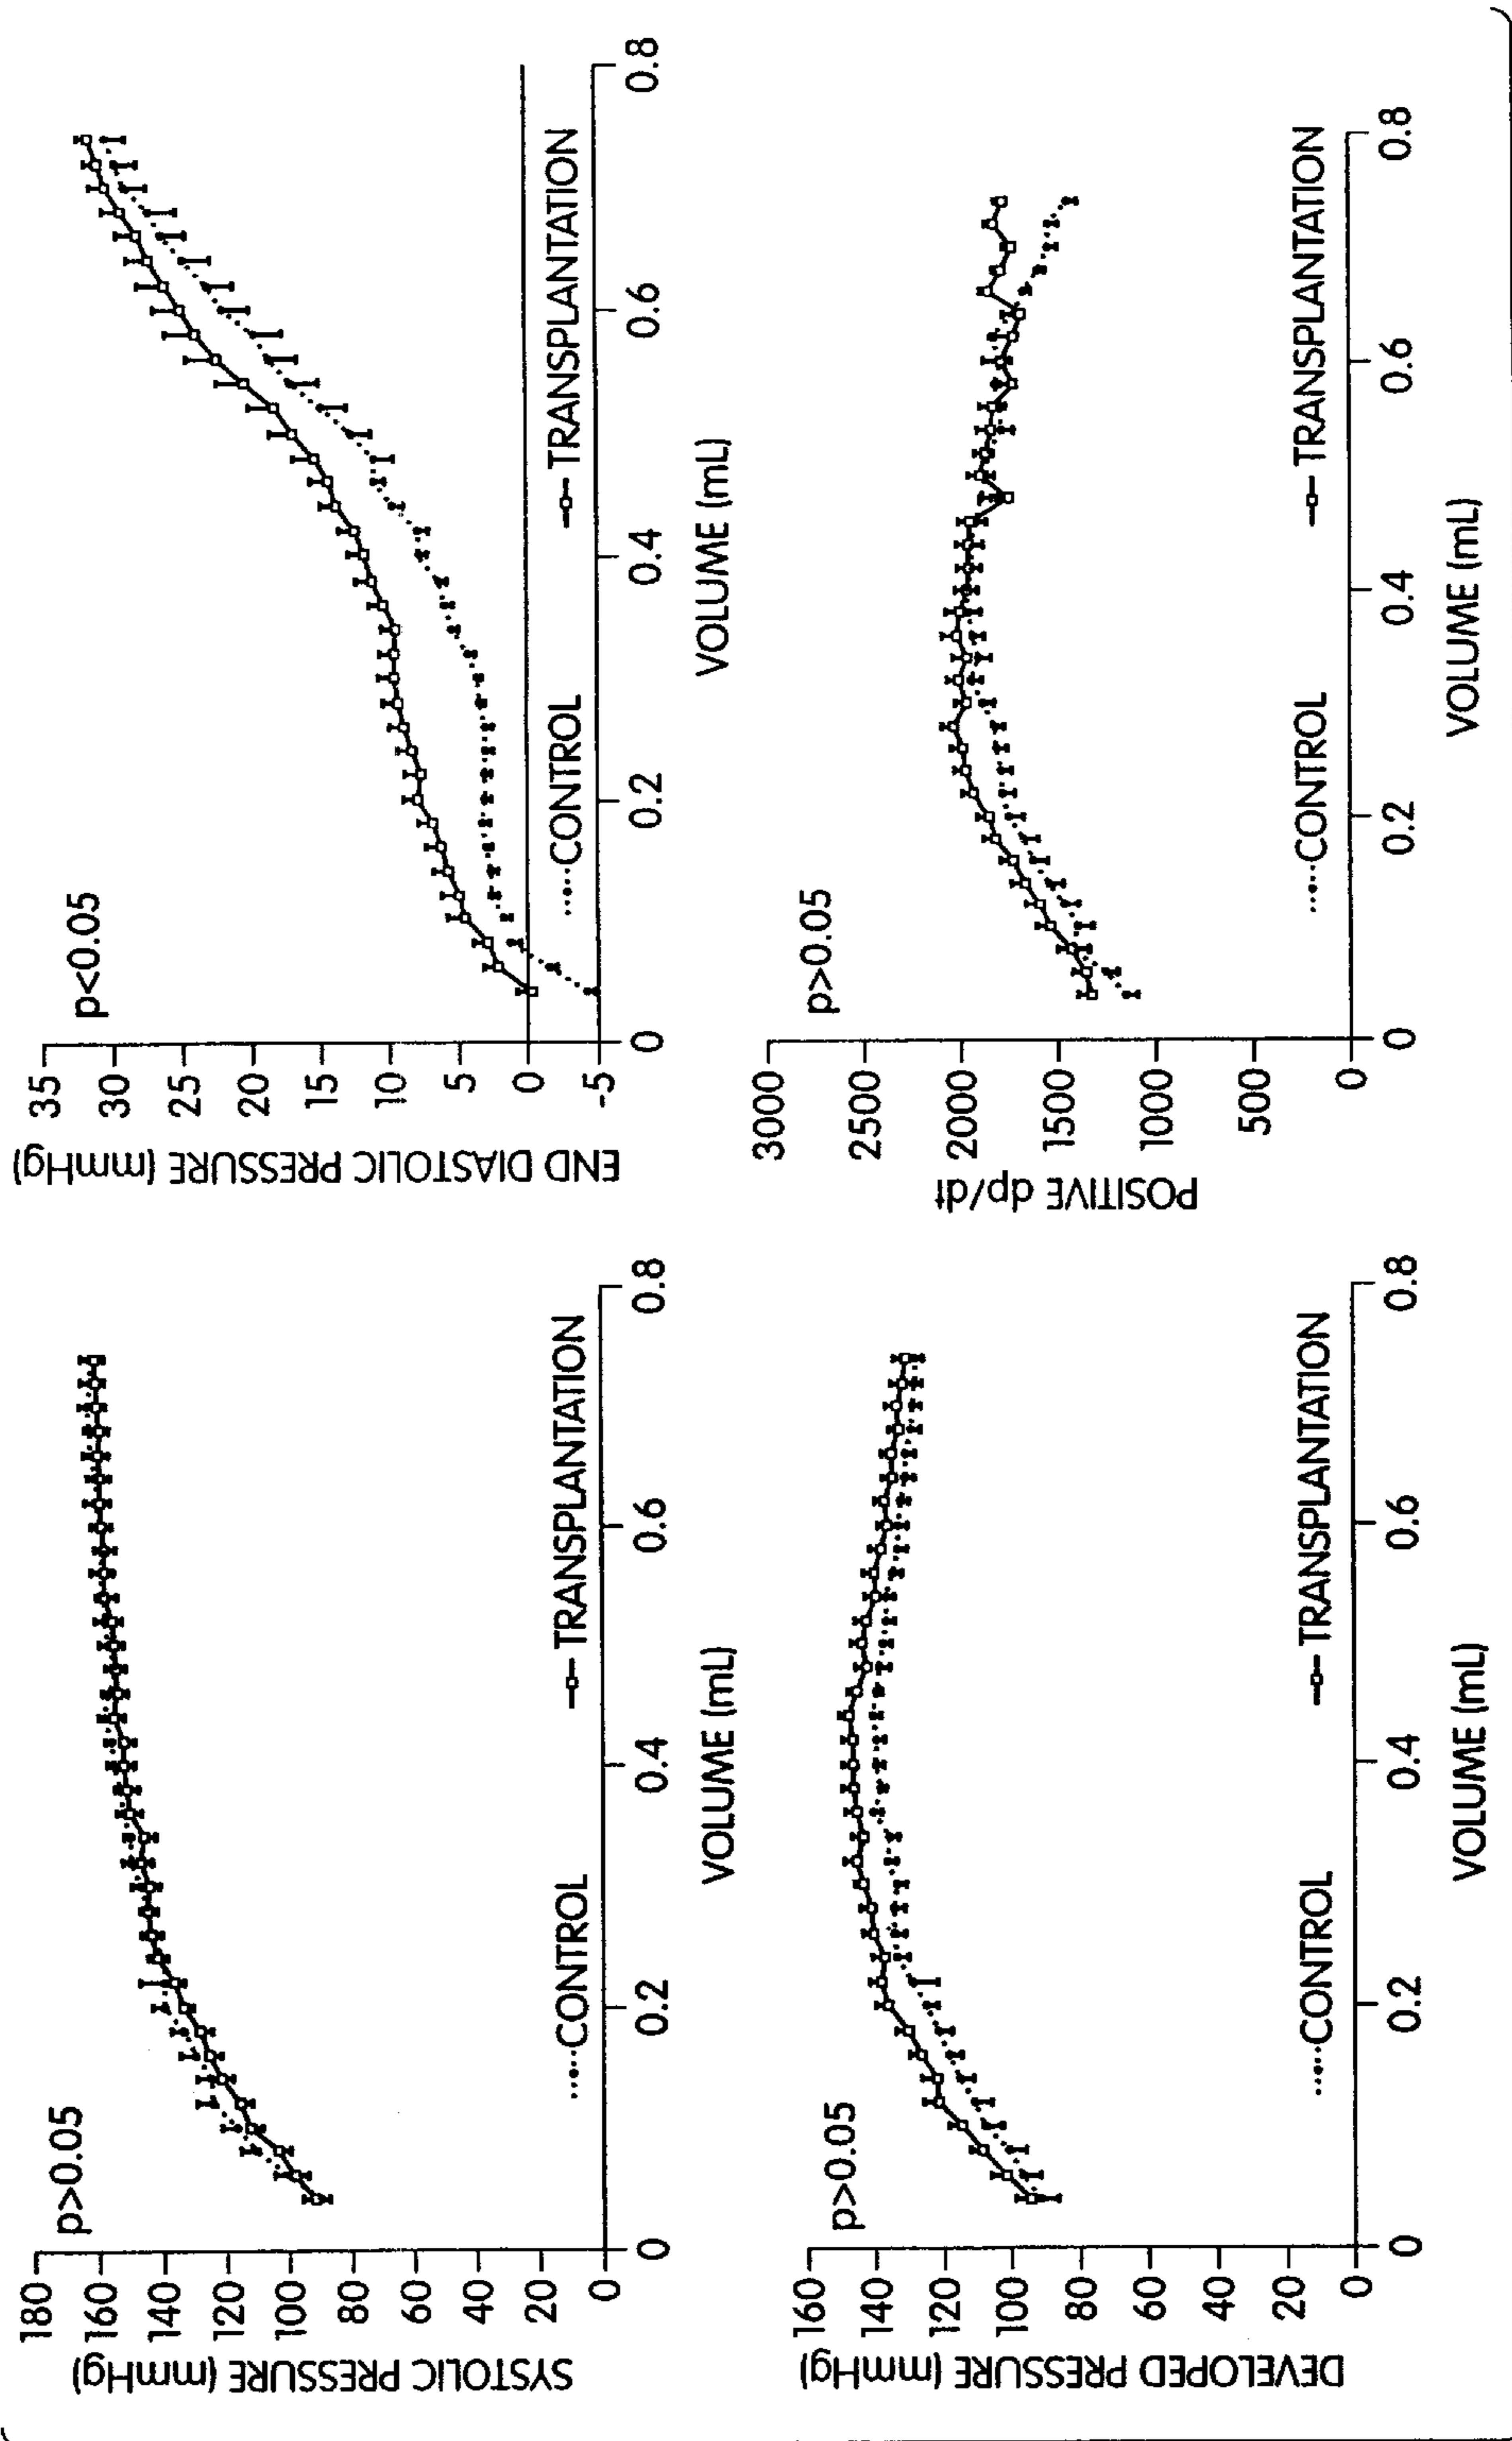 SYSTOLIC PRESSURE (mmHg)
180
160
140
120
100
80
60
40
20
0
p>0.05
0
0.2
0.4
0.6
0.8
CONTROL
TRANSPLANTATION
VOLUME (mL)
END DIASTOLIC PRESSURE (mmHg)
35
30
25
20
15
10
5
0
-5
p<0.05
0
0.2
0.4
0.6
0.8
CONTROL
TRANSPLANTATION
VOLUME (mL)
DEVELOPED PRESSURE (mmHg)
160
140
120
100
80
60
40
20
0
p>0.05
0
0.2
0.4
0.6
0.8
CONTROL
TRANSPLANTATION
VOLUME (mL)
POSITIVE dp/dt
3000
2500
2000
1500
1000
500
0
p>0.05
0
0.2
0.4
0.6
0.8
CONTROL
TRANSPLANTATION
VOLUME (mL)